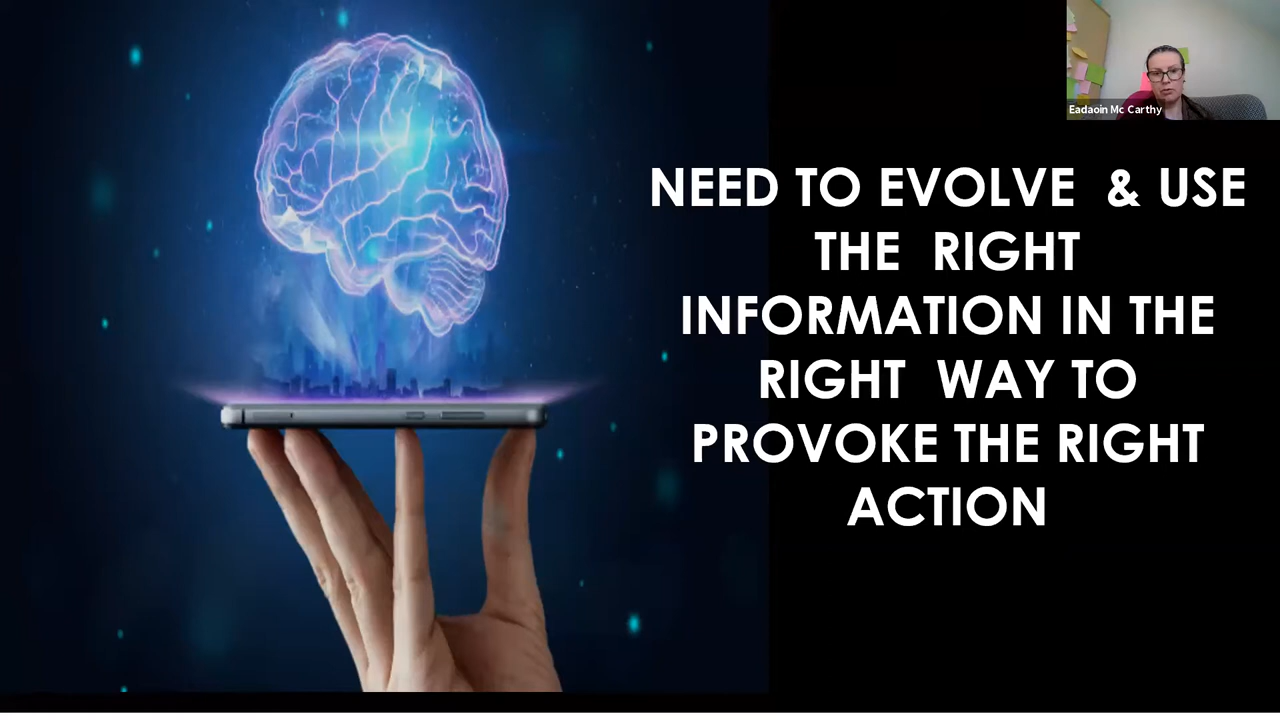 Eadaoin Mc Carthy
NEED TO EVOLVE & USE
THE RIGHT
INFORMATION IN THE
RIGHT WAY TO
PROVOKE THE RIGHT
ACTION